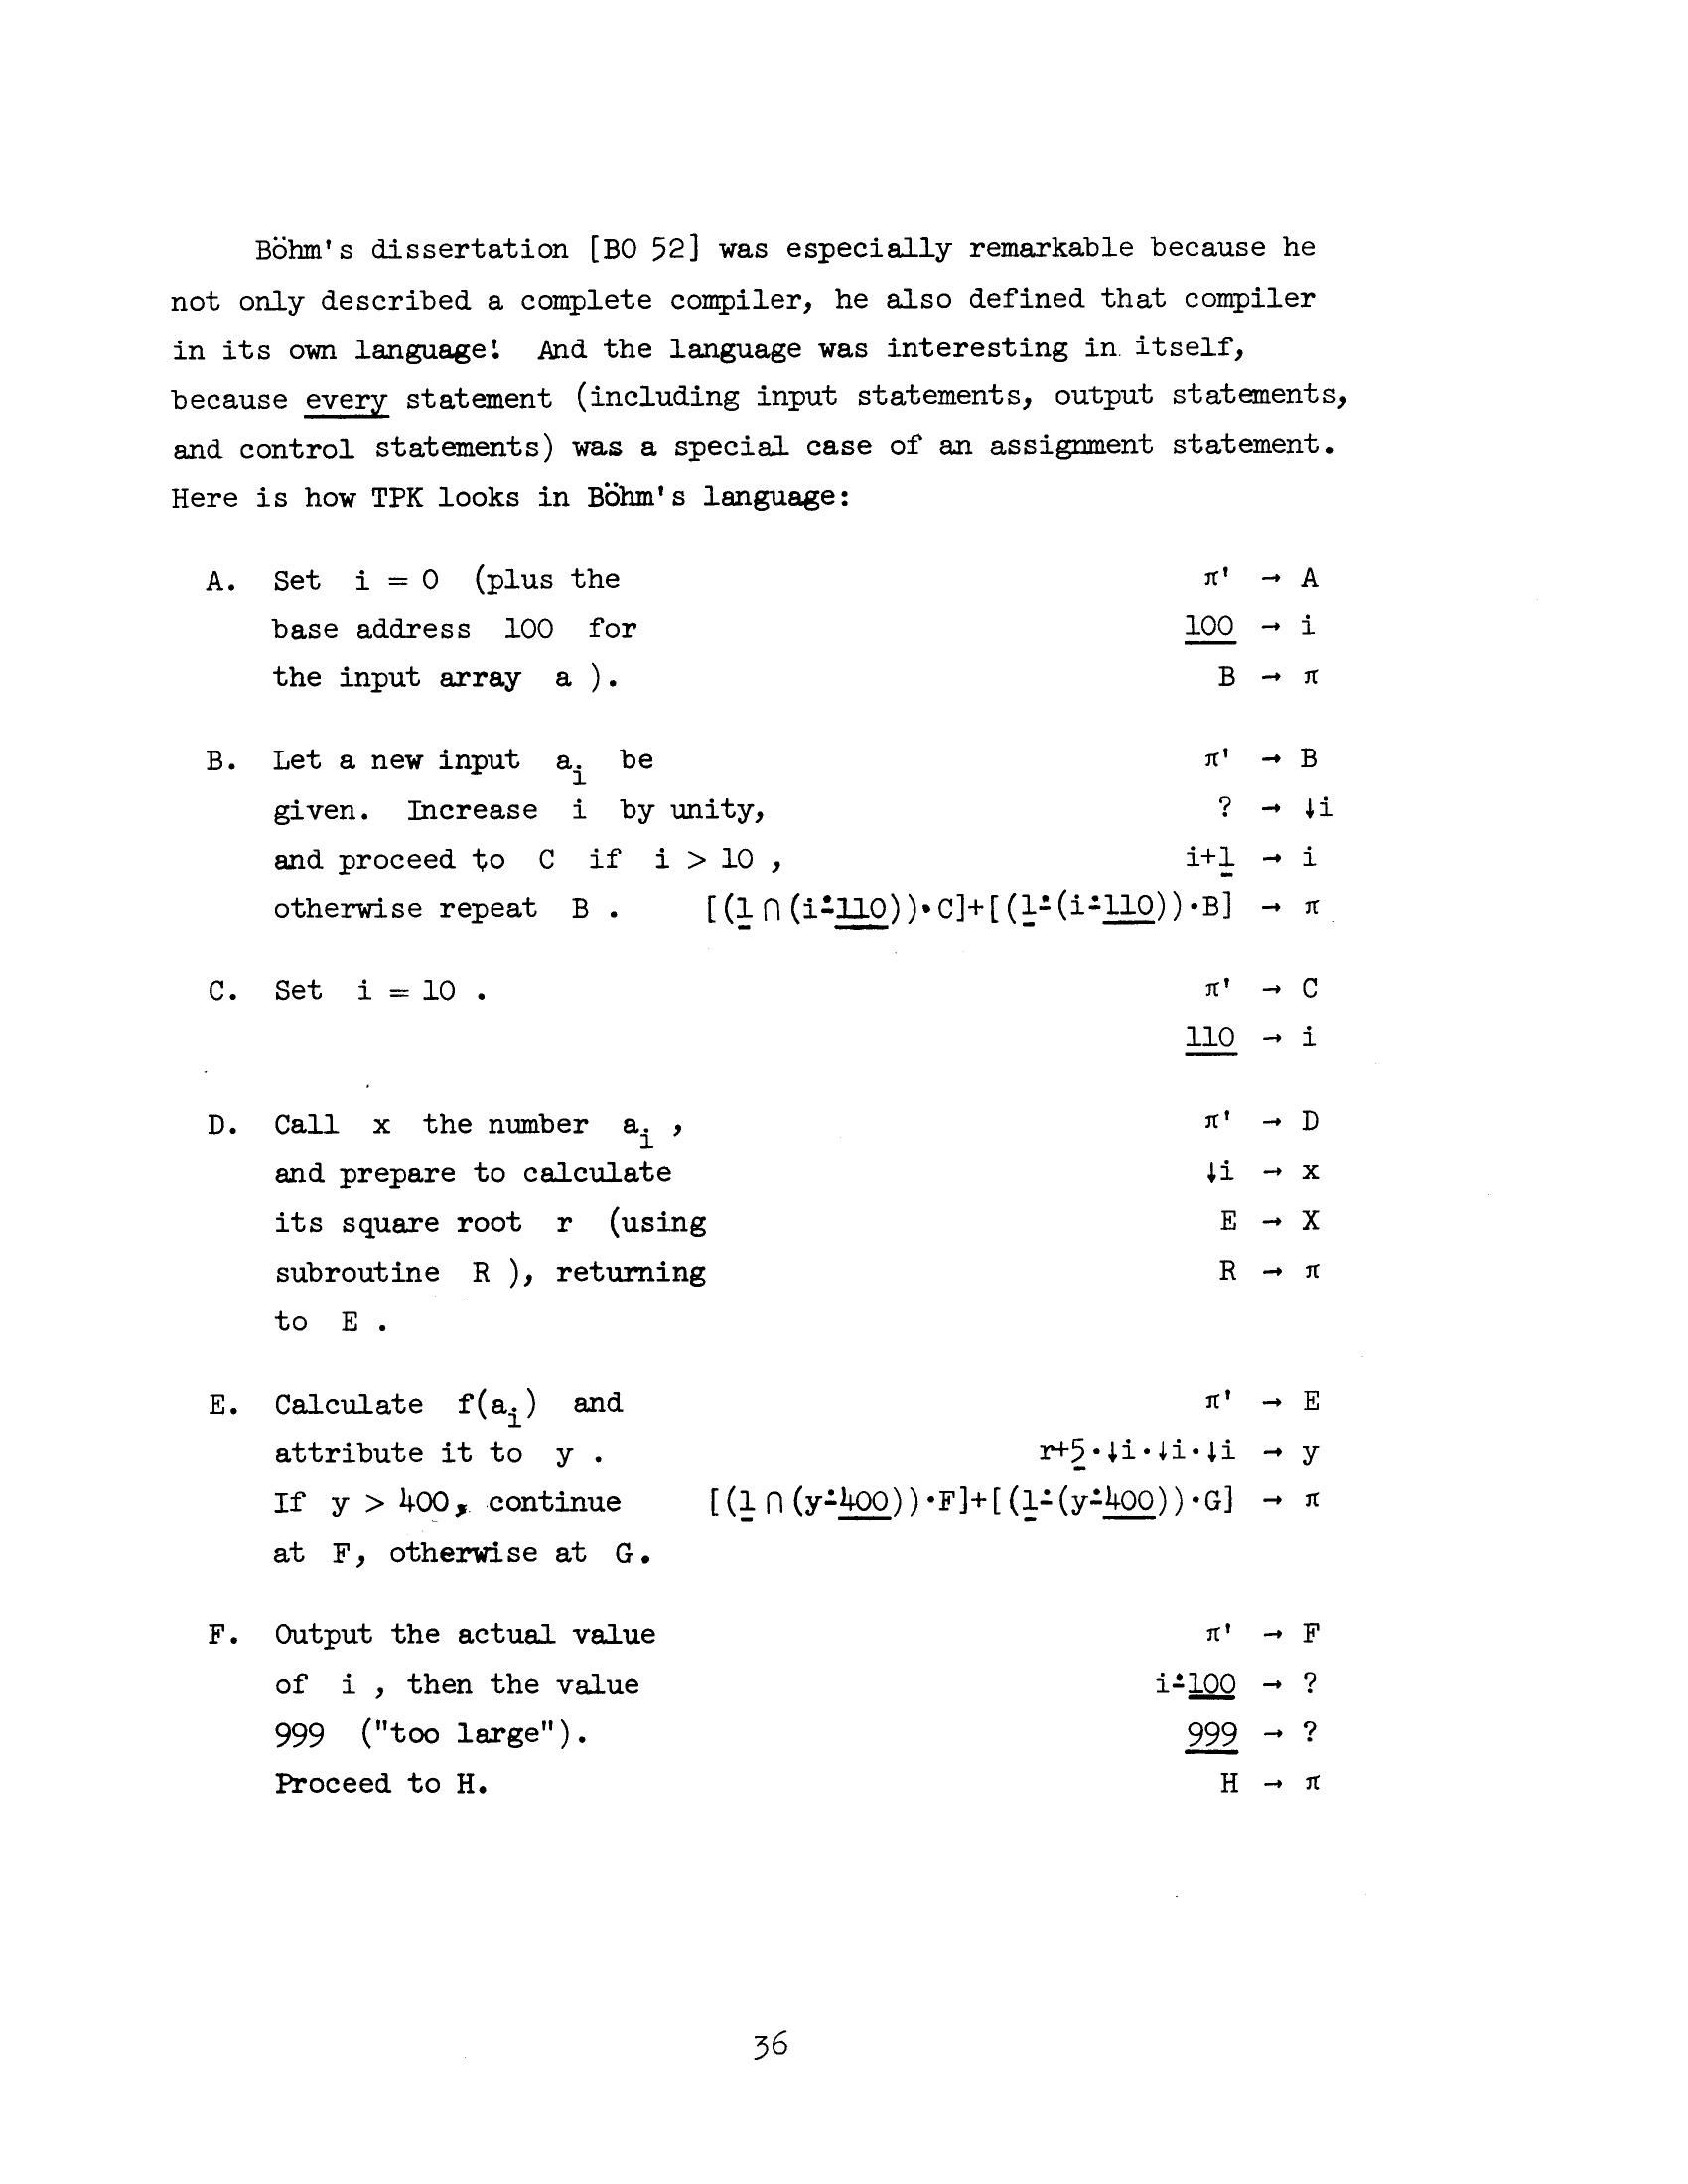 Böhm's dissertation [BO 52] was especially remarkable because he
not only described a complete compiler, he also defined that compiler
in its own language! And the language was interesting in itself,
because every statement (including input statements, output statements,
and control statements) was a special case of an assignment statement.
Here is how TPK looks in Böhm's language:
A. Set i = 0 (plus the π' → A
base address 100 for 100 → i
the input array a ). B → π
B. Let a new input a_i be π' → B
given. Increase i by unity, ? → ↓i
and proceed to C if i > 10 , i+1 → i
otherwise repeat B . [(1 ∩ (i∸110))·C]+[(1∸(i∸110))·B] → π
C. Set i = 10 . π' → C
110 → i
D. Call x the number a_i , π' → D
and prepare to calculate ↓i → x
its square root r (using E → X
subroutine R ), returning R → π
to E .
E. Calculate f(a_i) and π' → E
attribute it to y . r+5·↓i·↓i·↓i → y
If y > 400, continue [(1 ∩ (y∸400))·F]+[(1∸(y∸400))·G] → π
at F, otherwise at G.
F. Output the actual value π' → F
of i , then the value i∸100 → ?
999 ("too large"). 999 → ?
Proceed to H. H → π
36